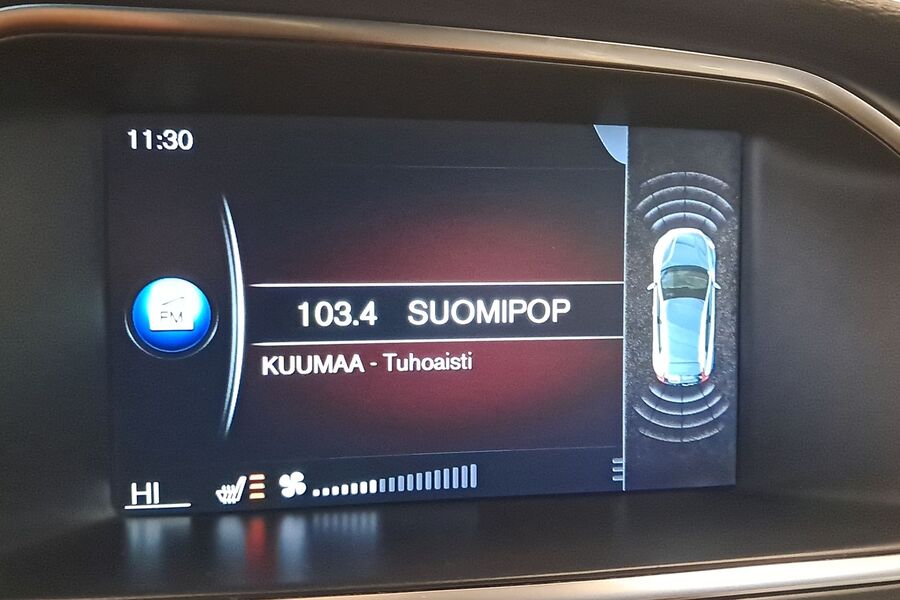 11:30
FM
103.4 SUOMIPOP
KUUMAA - Tuhoaisti
HI